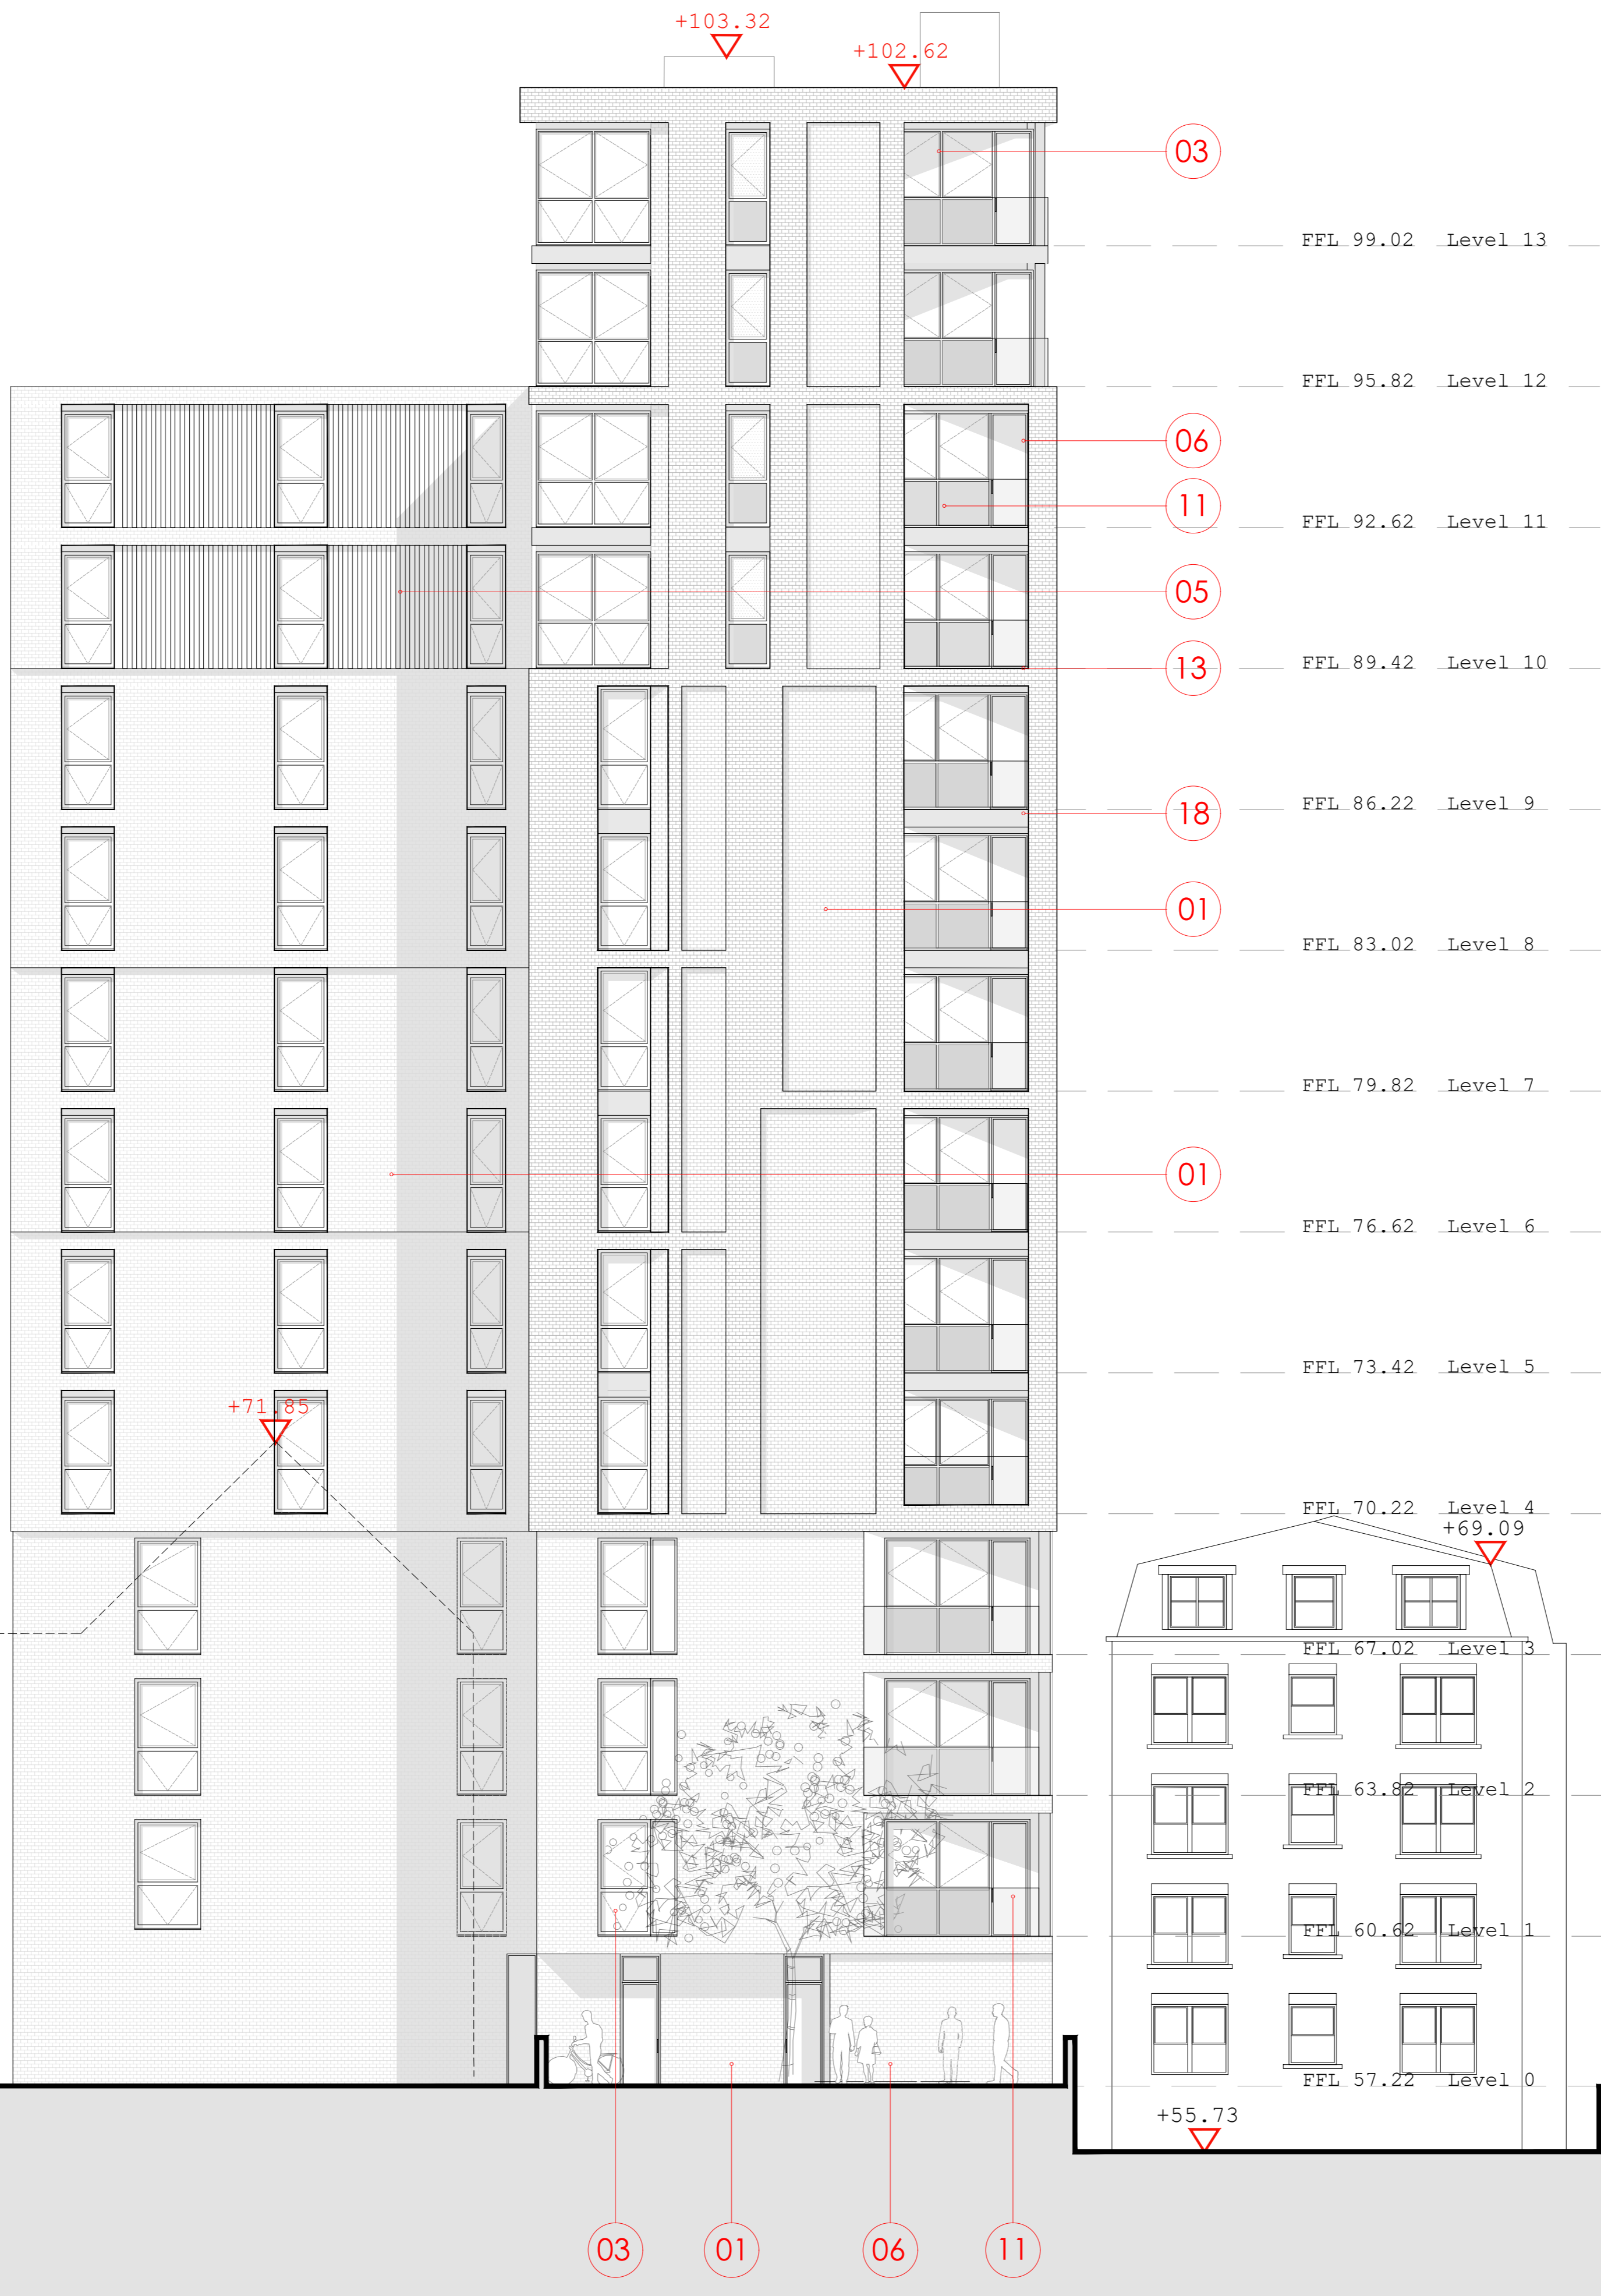 +103.32
+102.62
03
FFL 99.02 Level 13
FFL 95.82 Level 12
06
11
FFL 92.62 Level 11
05
13
FFL 89.42 Level 10
FFL 86.22 Level 9
18
01
FFL 83.02 Level 8
FFL 79.82 Level 7
01
FFL 76.62 Level 6
FFL 73.42 Level 5
+71.85
FFL 70.22 Level 4
+69.09
FFL 67.02 Level 3
FFL 63.82 Level 2
FFL 60.62 Level 1
FFL 57.22 Level 0
+55.73
03 01 06 11